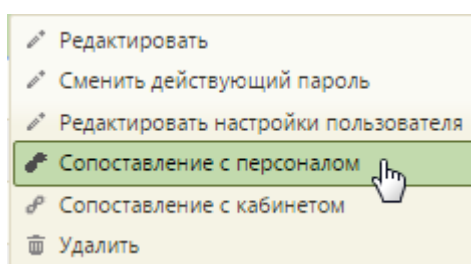 Редактировать
Сменить действующий пароль
Редактировать настройки пользователя
Сопоставление с персоналом
Сопоставление с кабинетом
Удалить